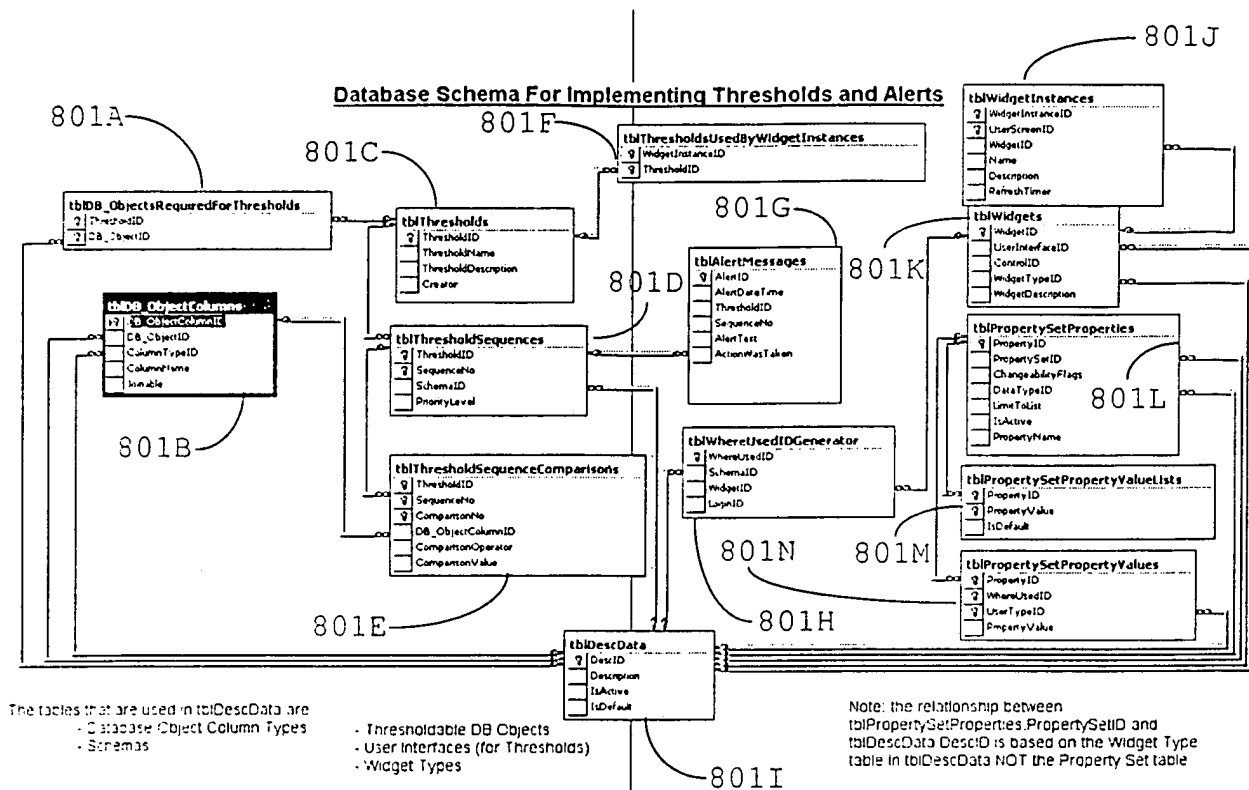 801J
Database Schema For Implementing Thresholds and Alerts
801A
801F
801C
tblWidgetInstances
WidgetInstanceID
UserScreenID
WidgetID
Name
Description
RefreshTimer
tblThresholdsUsedByWidgetInstances
WidgetInstanceID
ThresholdID
tblDB_ObjectsRequiredForThresholds
ThresholdID
DB_ObjectID
tblThresholds
ThresholdID
ThresholdName
ThresholdDescription
Creator
801G
801K
tblWidgets
WidgetID
UserInterfaceID
ControlID
WidgetTypeID
WidgetDescription
tblAlertMessages
AlertID
AlertDateTime
ThresholdID
SequenceNo
AlertText
ActionWasTaken
801D
tblDB_ObjectColumns
DB_ObjectColumnID
DB_ObjectID
ColumnTypeID
ColumnName
Joinable
801B
tblThresholdSequences
ThresholdID
SequenceNo
SchemaID
PriorityLevel
tblPropertySetProperties
PropertyID
PropertySetID
ChangeabilityFlags
DataTypeID
LimitToList
IsActive
PropertyName
801L
tblWhereUsedIDGenerator
WhereUsedID
SchemaID
WidgetID
LoginID
tblThresholdSequenceComparisons
ThresholdID
SequenceNo
ComparisonNo
DB_ObjectColumnID
ComparisonOperator
ComparisonValue
801E
tblPropertySetPropertyValueLists
PropertyID
PropertyValue
IsDefault
801M
801N
tblPropertySetPropertyValues
PropertyID
WhereUsedID
UserTypeID
PropertyValue
801H
tblDescData
DescID
Description
IsActive
IsDefault
801I
The tables that are used in tblDescData are
- Database Object Column Types
- Schemas
- Thresholdable DB Objects
- User Interfaces (for Thresholds)
- Widget Types
Note: the relationship between
tblPropertySetProperties.PropertySetID and
tblDescData DescID is based on the Widget Type
table in tblDescData NOT the Property Set table